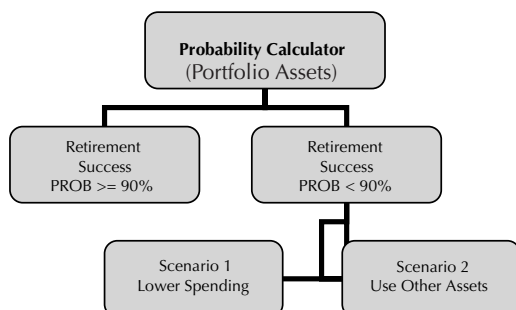 Probability Calculator
(Portfolio Assets)
Retirement
Success
PROB >= 90%
Retirement
Success
PROB < 90%
Scenario 1
Lower Spending
Scenario 2
Use Other Assets